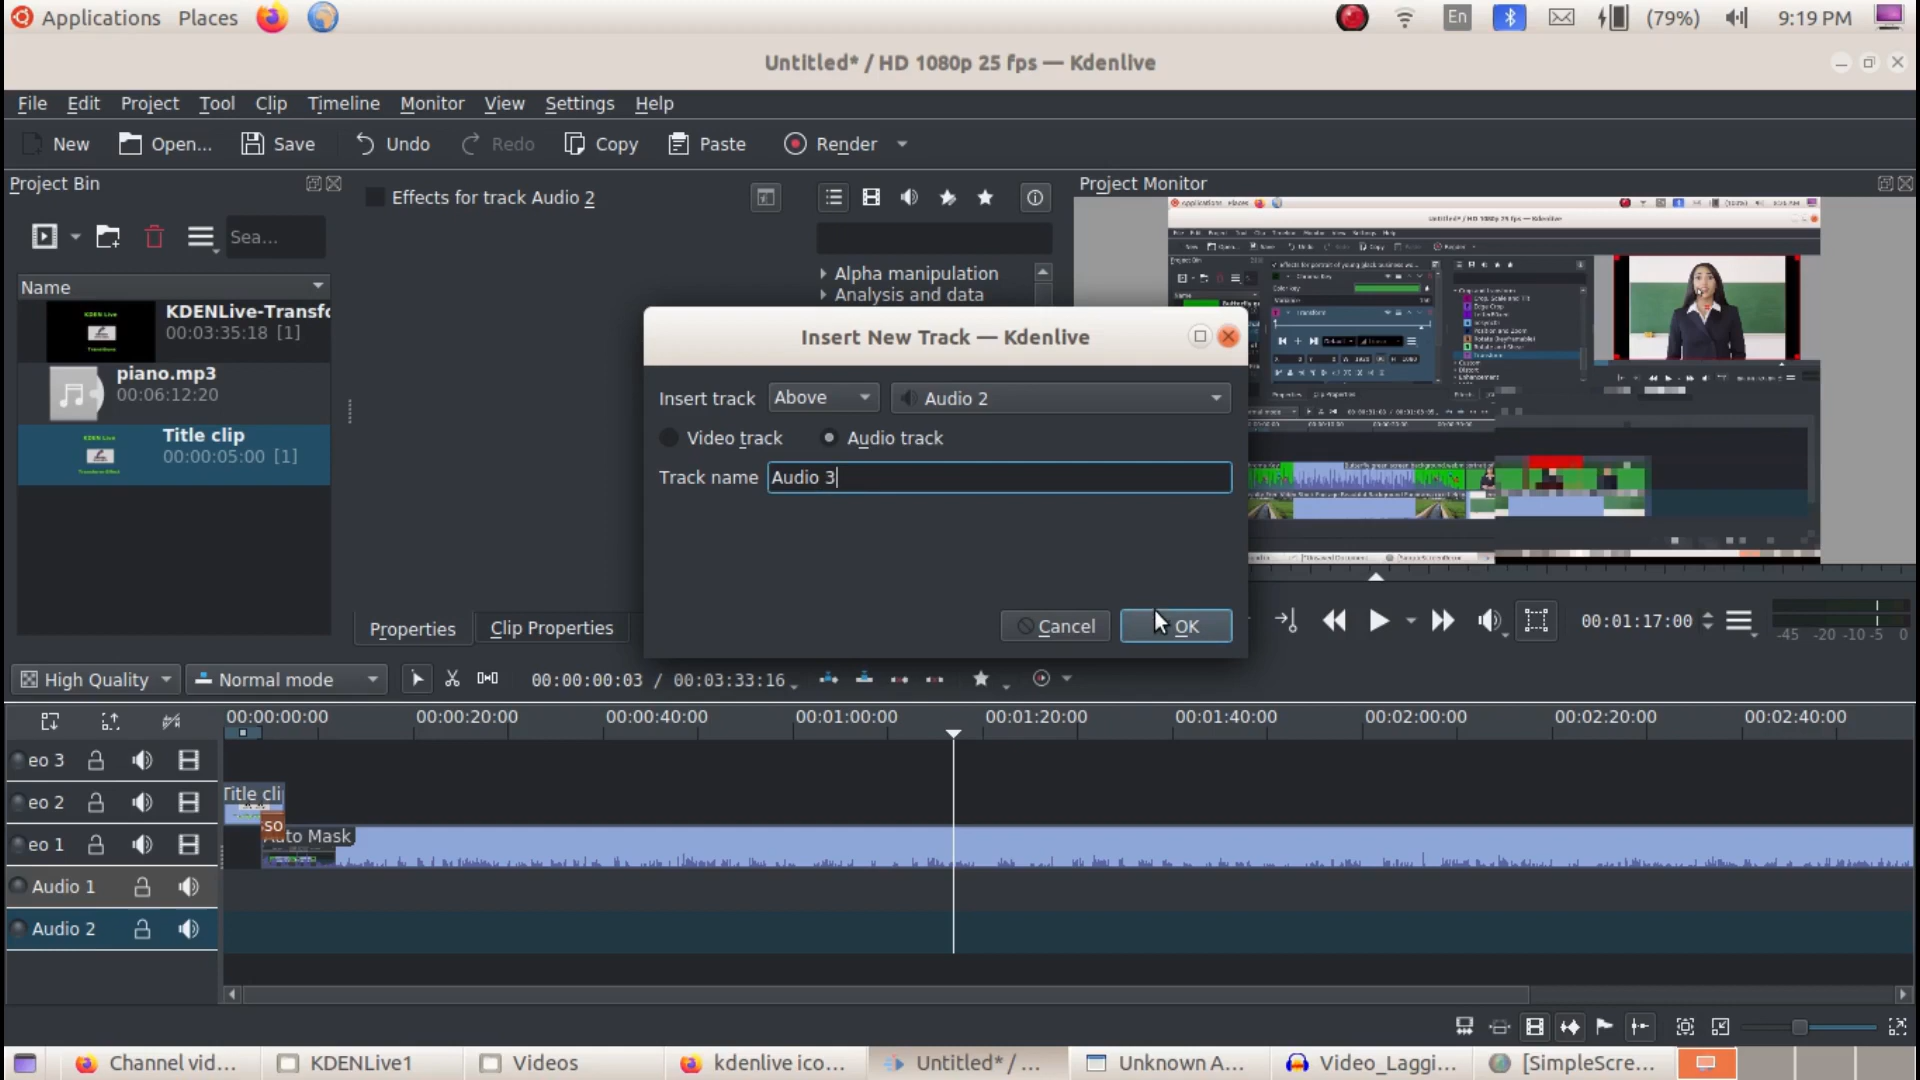 Applications Places En (79%) 9:19 PM
Untitled* / HD 1080p 25 fps — Kdenlive
File Edit Project Tool Clip Timeline Monitor View Settings Help
New Open... Save Undo Redo Copy Paste Render
Project Bin
Effects for track Audio 2
Project Monitor
Sea...
Name
KDENLive-Transfo
00:03:35:18 [1]
piano.mp3
00:06:12:20
Title clip
00:00:05:00 [1]
Alpha manipulation
Analysis and data
Insert New Track — Kdenlive
Insert track Above Audio 2
Video track Audio track
Track name Audio 3
Cancel OK
Properties Clip Properties
00:01:17:00
-45 -20 -10 -5 0
High Quality Normal mode 00:00:00:03 / 00:03:33:16
00:00:00:00 00:00:20:00 00:00:40:00 00:01:00:00 00:01:20:00 00:01:40:00 00:02:00:00 00:02:20:00 00:02:40:00
eo 3
eo 2 Title cli
.so
eo 1 Auto Mask
Audio 1
Audio 2
Channel vid... KDENLive1 Videos kdenlive ico... Untitled* / ... Unknown A... Video_Laggi... [SimpleScre...